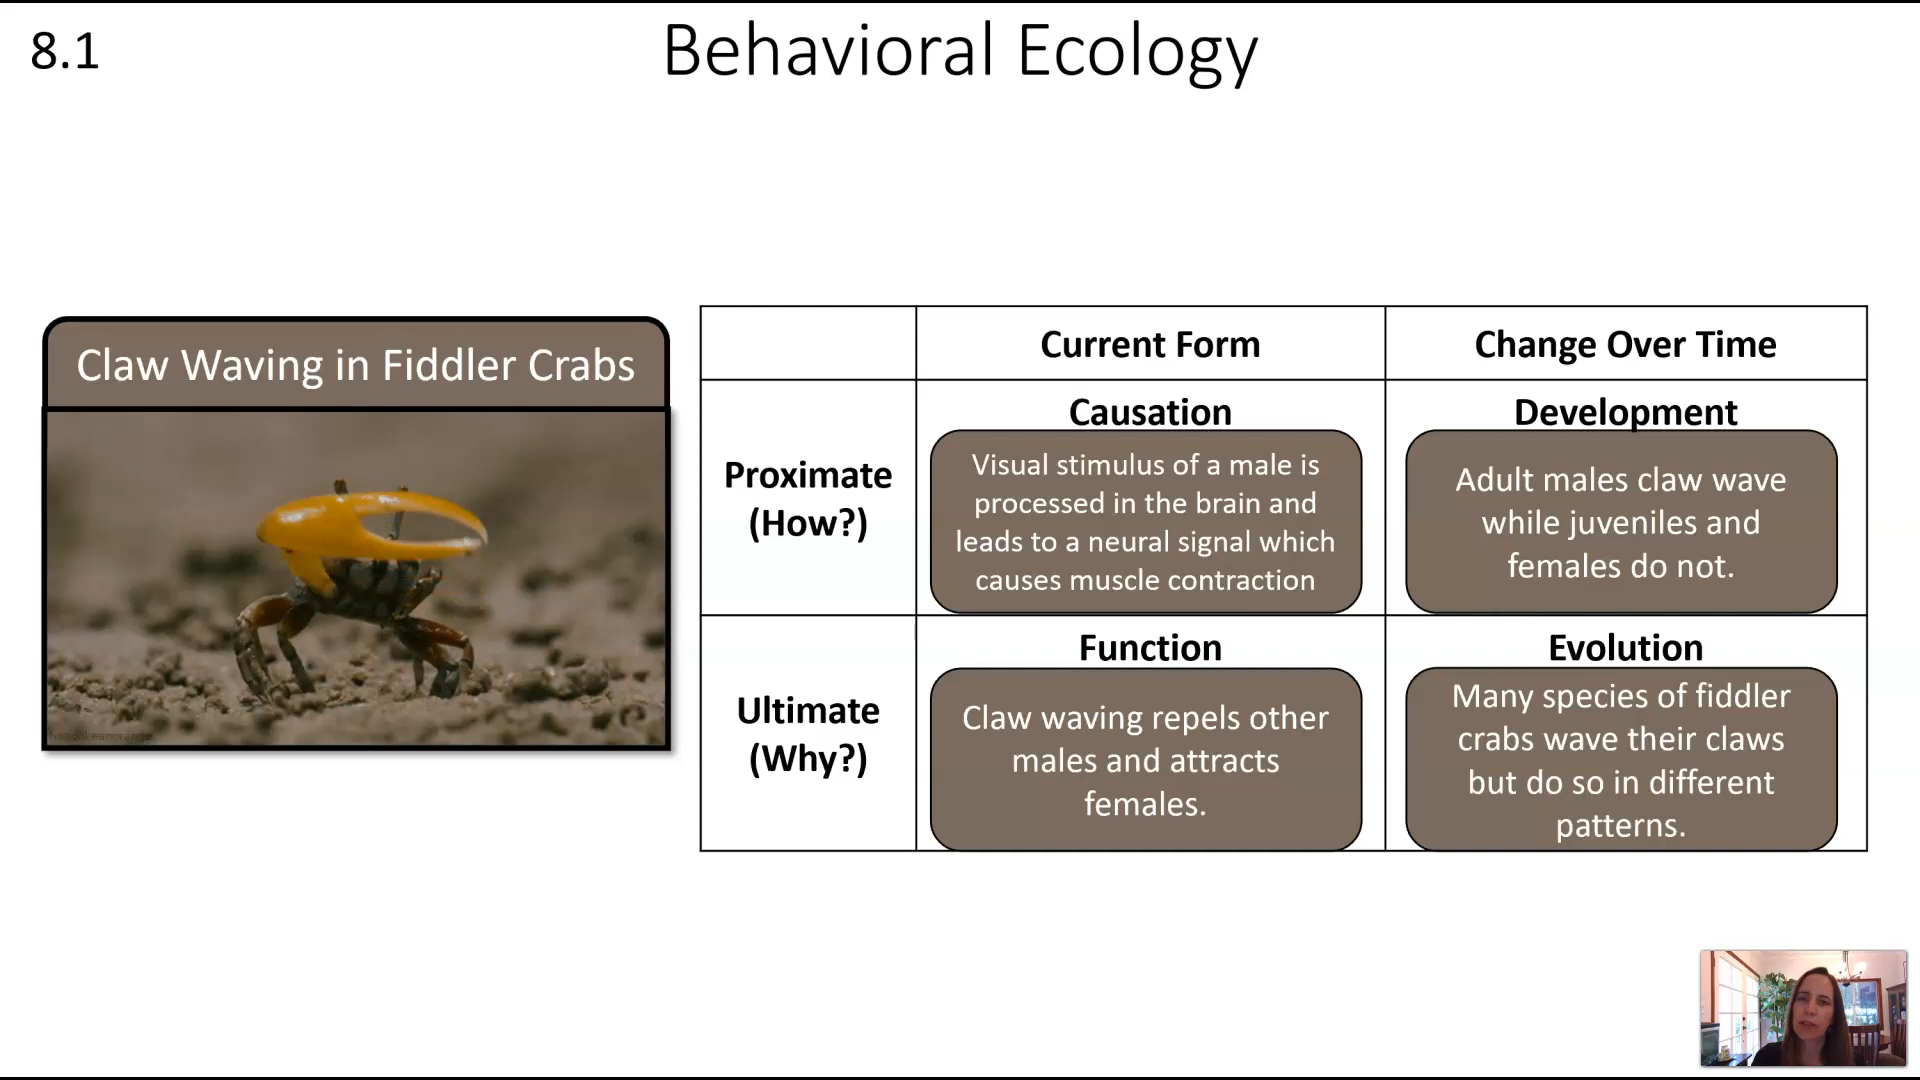 8.1
Behavioral Ecology
Claw Waving in Fiddler Crabs
Current Form
Change Over Time
Proximate
(How?)
Causation
Visual stimulus of a male is
processed in the brain and
leads to a neural signal which
causes muscle contraction
Development
Adult males claw wave
while juveniles and
females do not.
Ultimate
(Why?)
Function
Claw waving repels other
males and attracts
females.
Evolution
Many species of fiddler
crabs wave their claws
but do so in different
patterns.